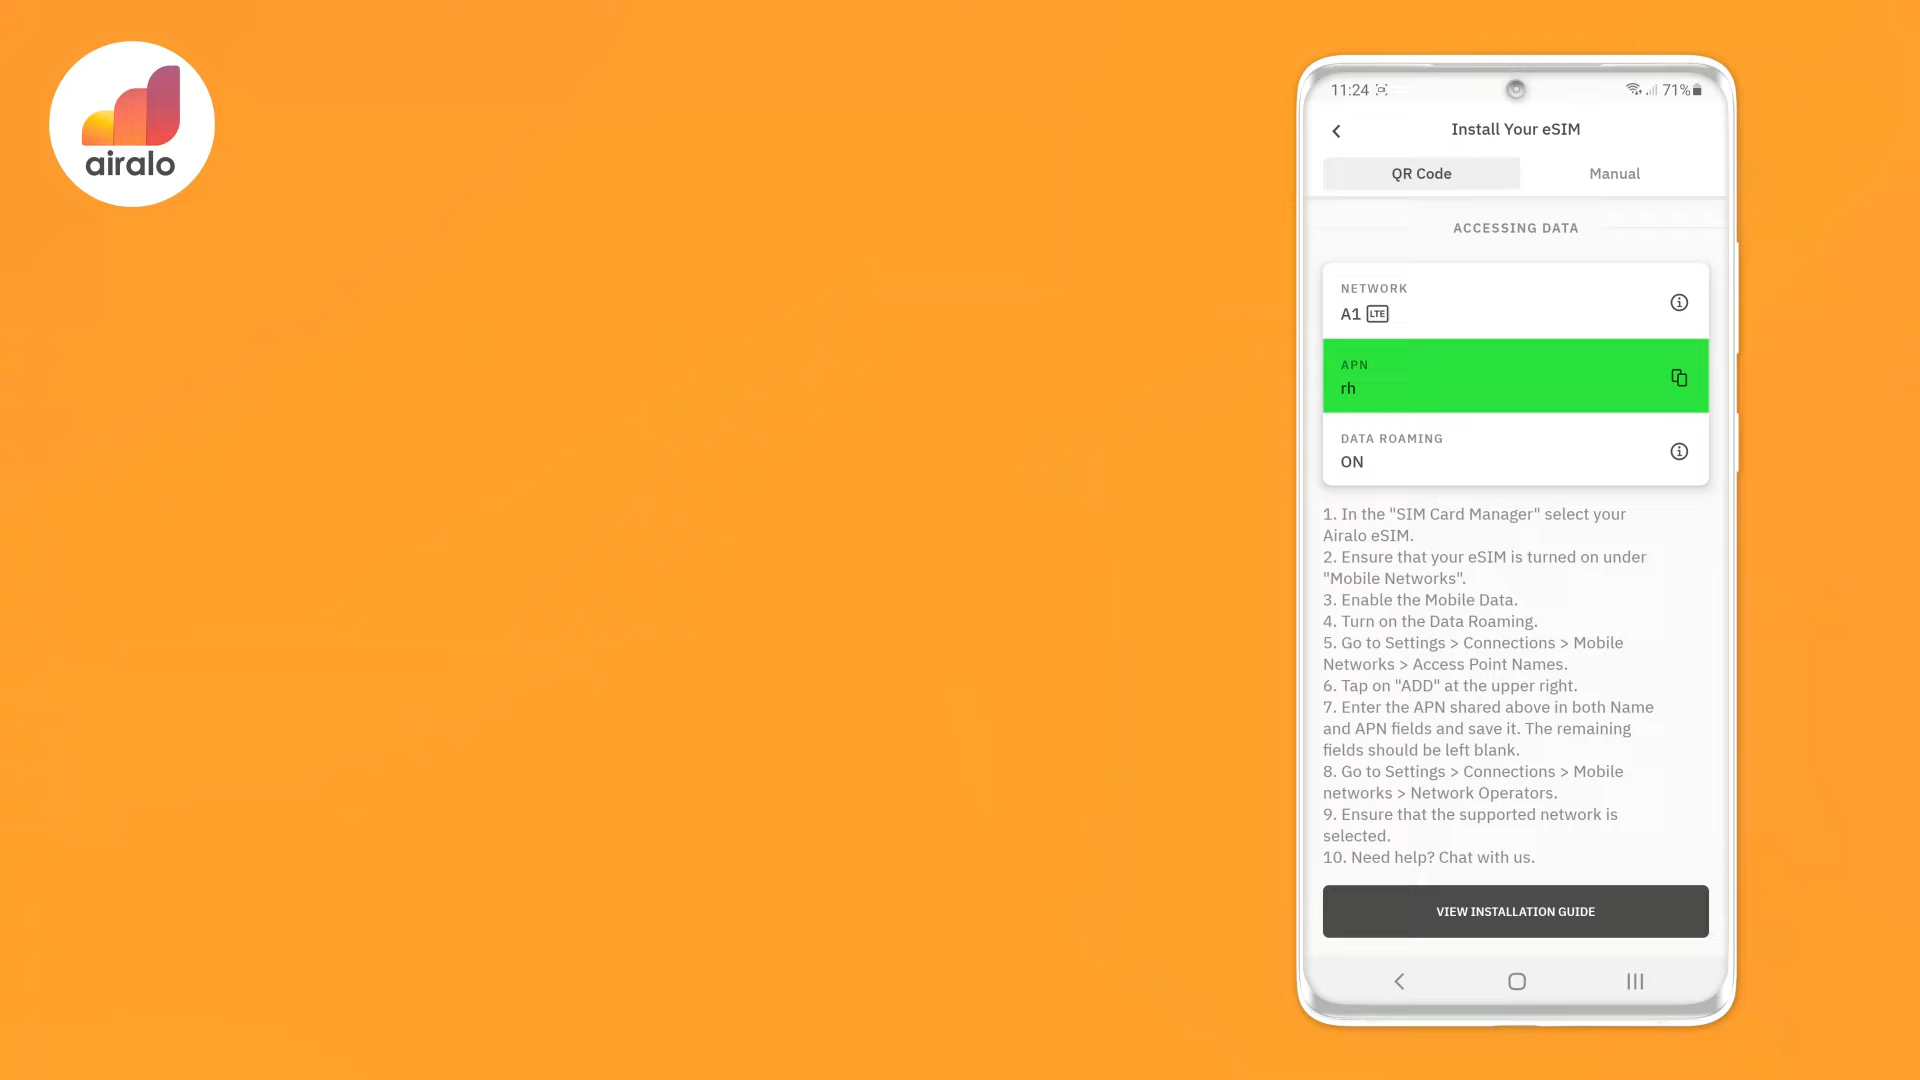 airalo
11:24
71%
Install Your eSIM
QR Code
Manual
ACCESSING DATA
NETWORK
A1 LTE
APN
rh
DATA ROAMING
ON
1. In the "SIM Card Manager" select your
Airalo eSIM.
2. Ensure that your eSIM is turned on under
"Mobile Networks".
3. Enable the Mobile Data.
4. Turn on the Data Roaming.
5. Go to Settings > Connections > Mobile
Networks > Access Point Names.
6. Tap on "ADD" at the upper right.
7. Enter the APN shared above in both Name
and APN fields and save it. The remaining
fields should be left blank.
8. Go to Settings > Connections > Mobile
networks > Network Operators.
9. Ensure that the supported network is
selected.
10. Need help? Chat with us.
VIEW INSTALLATION GUIDE